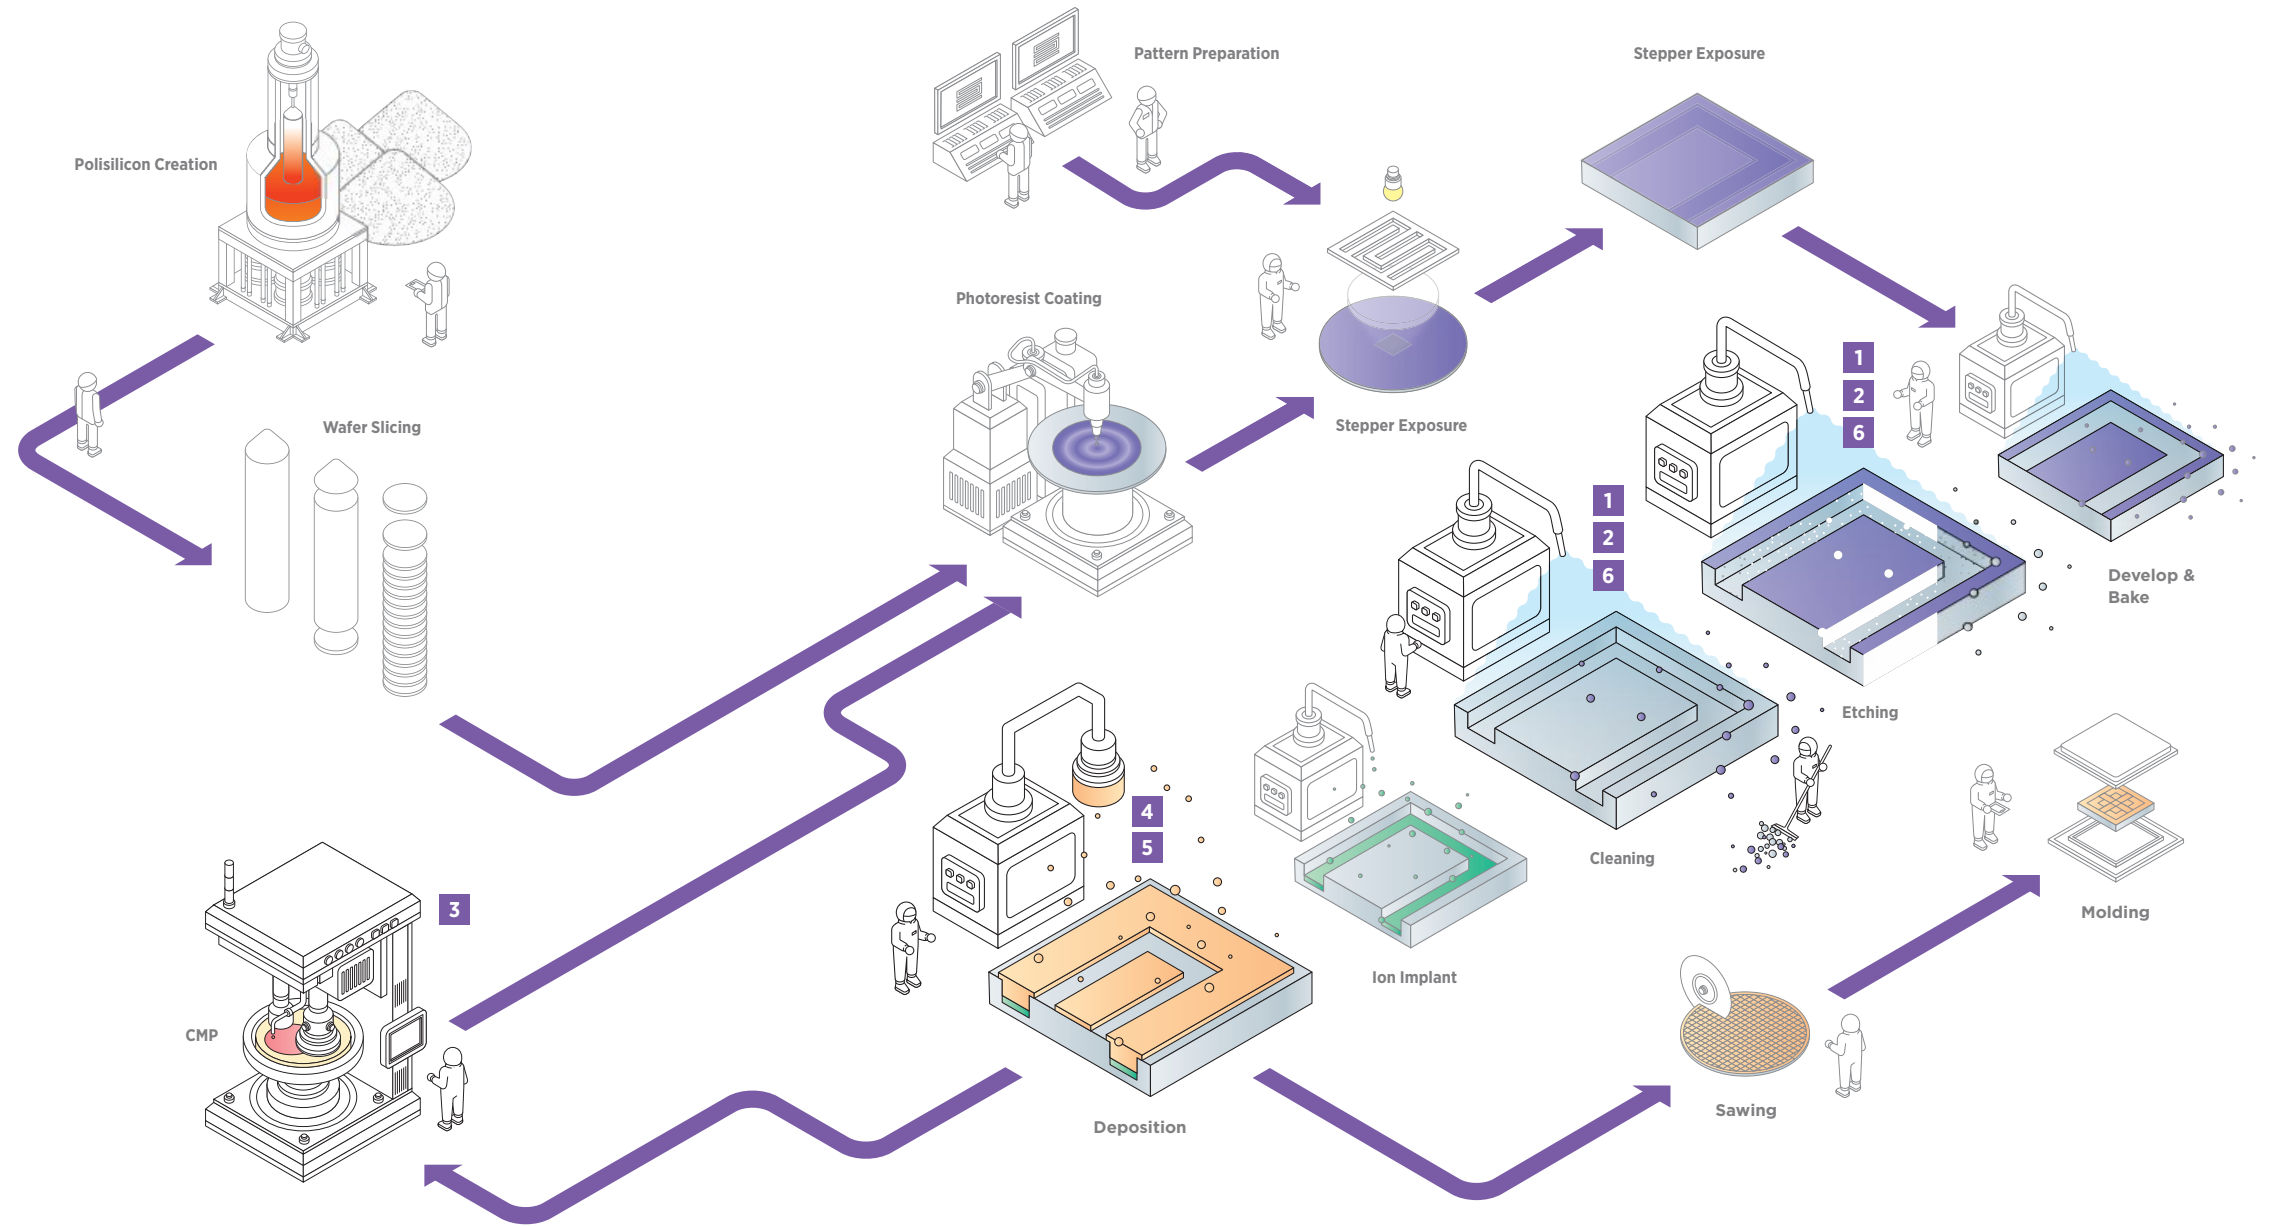 Pattern Preparation
Stepper Exposure
Polisilicon Creation
Photoresist Coating
1
2
6
Wafer Slicing
Stepper Exposure
1
2
6
Develop &
Bake
Etching
4
5
Cleaning
3
Molding
Ion Implant
CMP
Sawing
Deposition